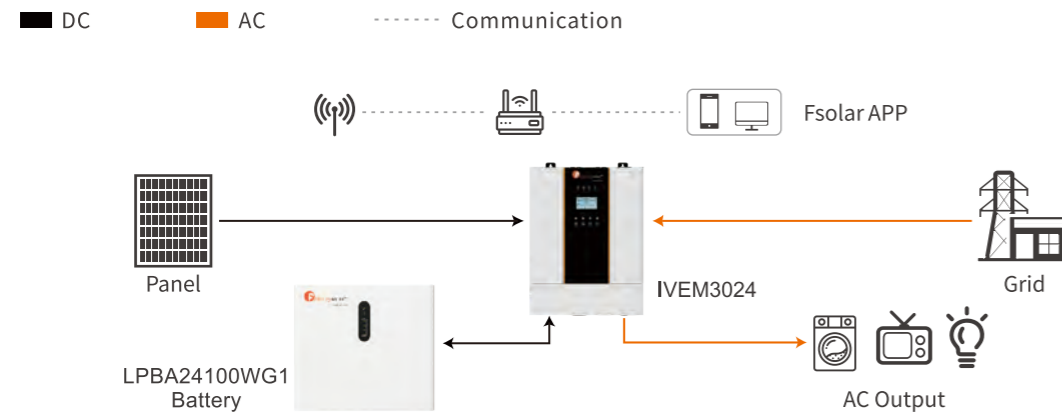 DC
AC
Communication
Fsolar APP
Panel
IVEM3024
Grid
LPBA24100WG1
Battery
AC Output